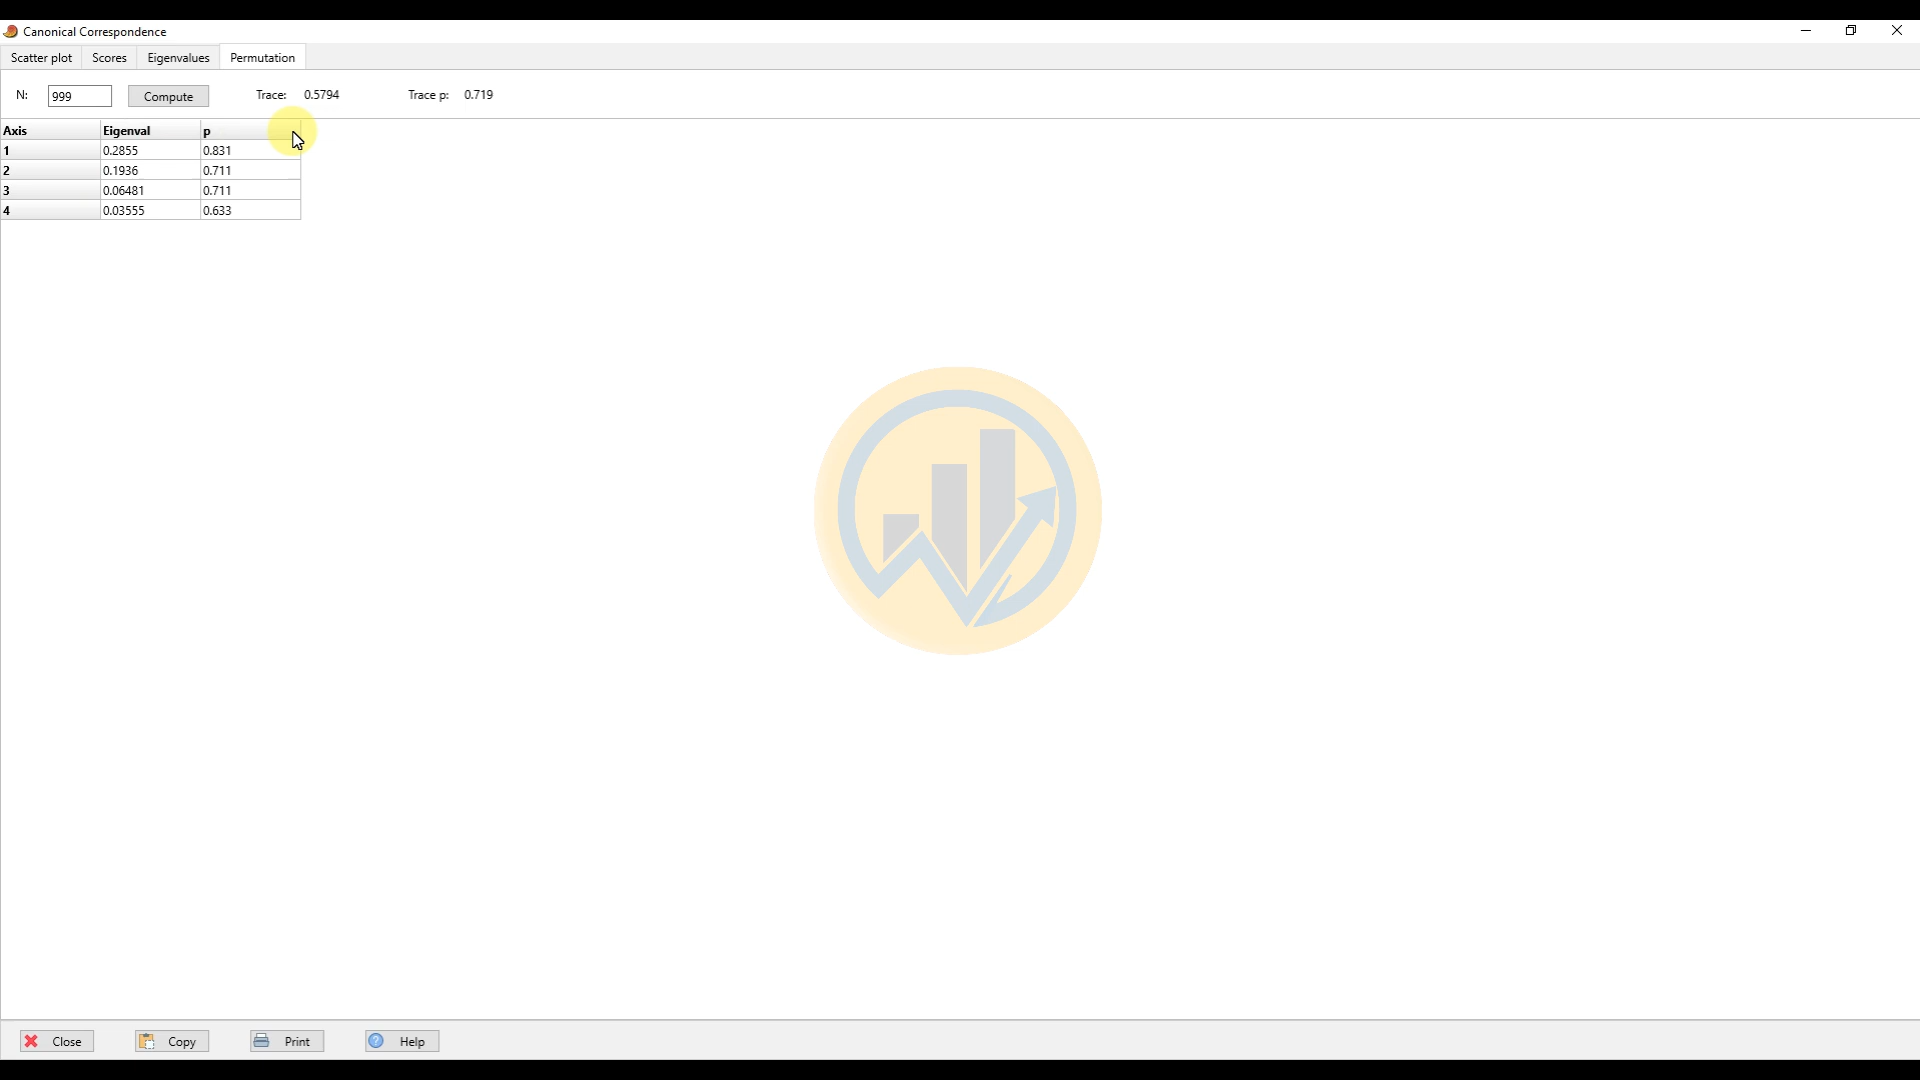 Canonical Correspondence
Scatter plot Scores Eigenvalues Permutation
N: 999 Compute Trace: 0.5794 Trace p: 0.719
Axis Eigenval p
1 0.2855 0.831
2 0.1936 0.711
3 0.06481 0.711
4 0.03555 0.633
Close Copy Print Help